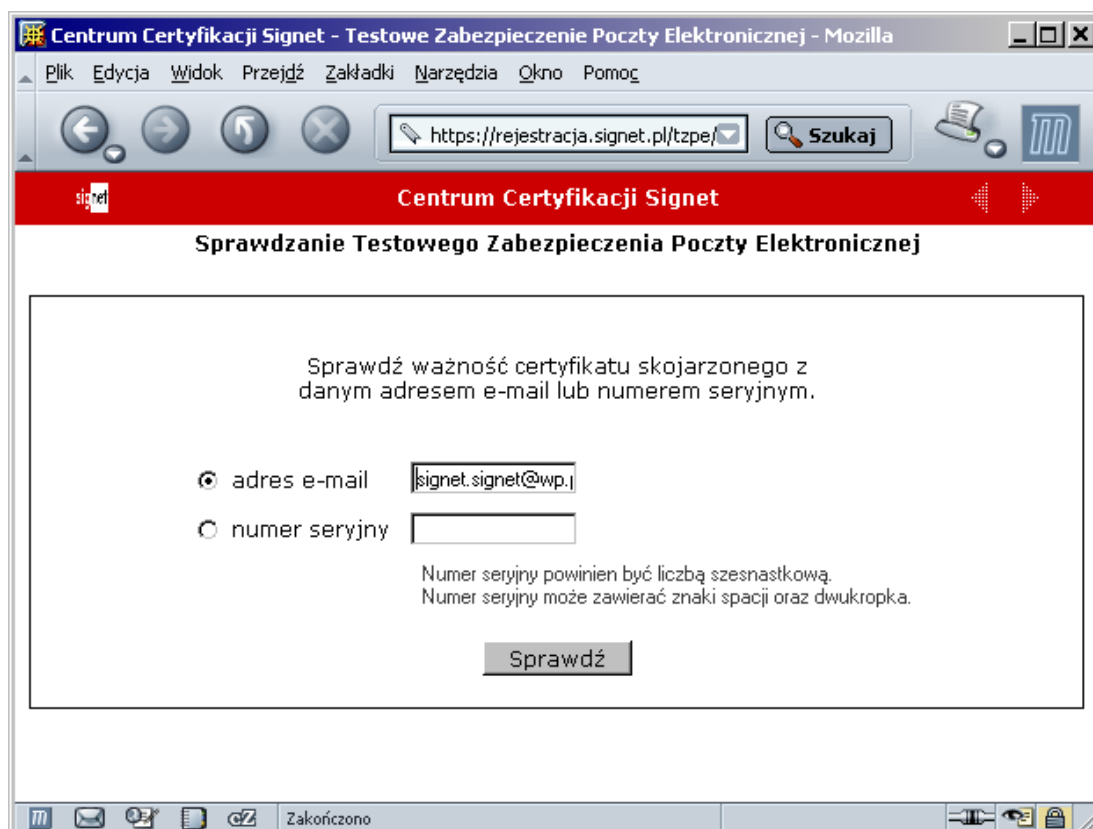 Centrum Certyfikacji Signet - Testowe Zabezpieczenie Poczty Elektronicznej - Mozilla
Plik Edycja Widok Przejdź Zakładki Narzędzia Okno Pomoc
https://rejestracja.signet.pl/tzpe/ Szukaj
signet Centrum Certyfikacji Signet
Sprawdzanie Testowego Zabezpieczenia Poczty Elektronicznej
Sprawdź ważność certyfikatu skojarzonego z
danym adresem e-mail lub numerem seryjnym.
adres e-mail signet.signet@wp.p
numer seryjny
Numer seryjny powinien być liczbą szesnastkową.
Numer seryjny może zawierać znaki spacji oraz dwukropka.
Sprawdź
Zakończono